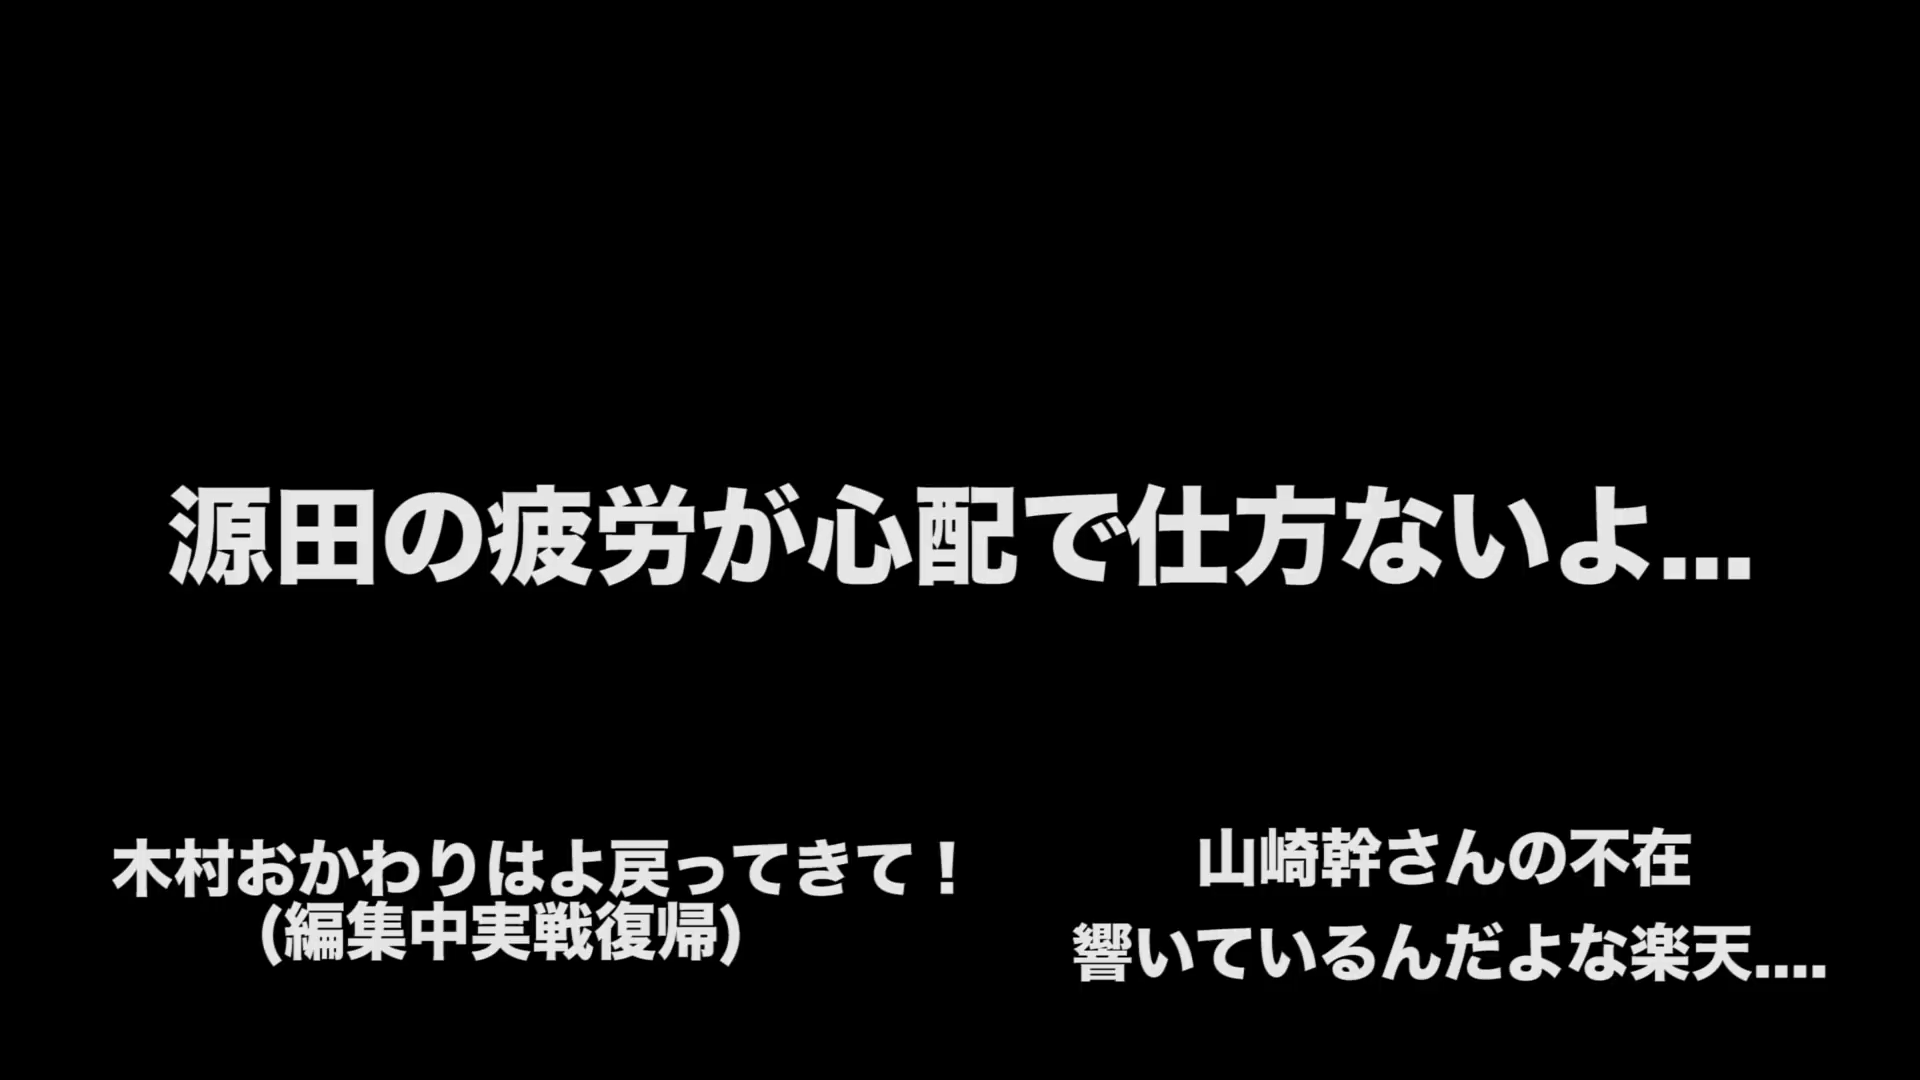 源田の疲労が心配で仕方ないよ...
木村おかわりはよ戻ってきて！
(編集中実戦復帰)
山崎幹さんの不在
響いているんだよな楽天....